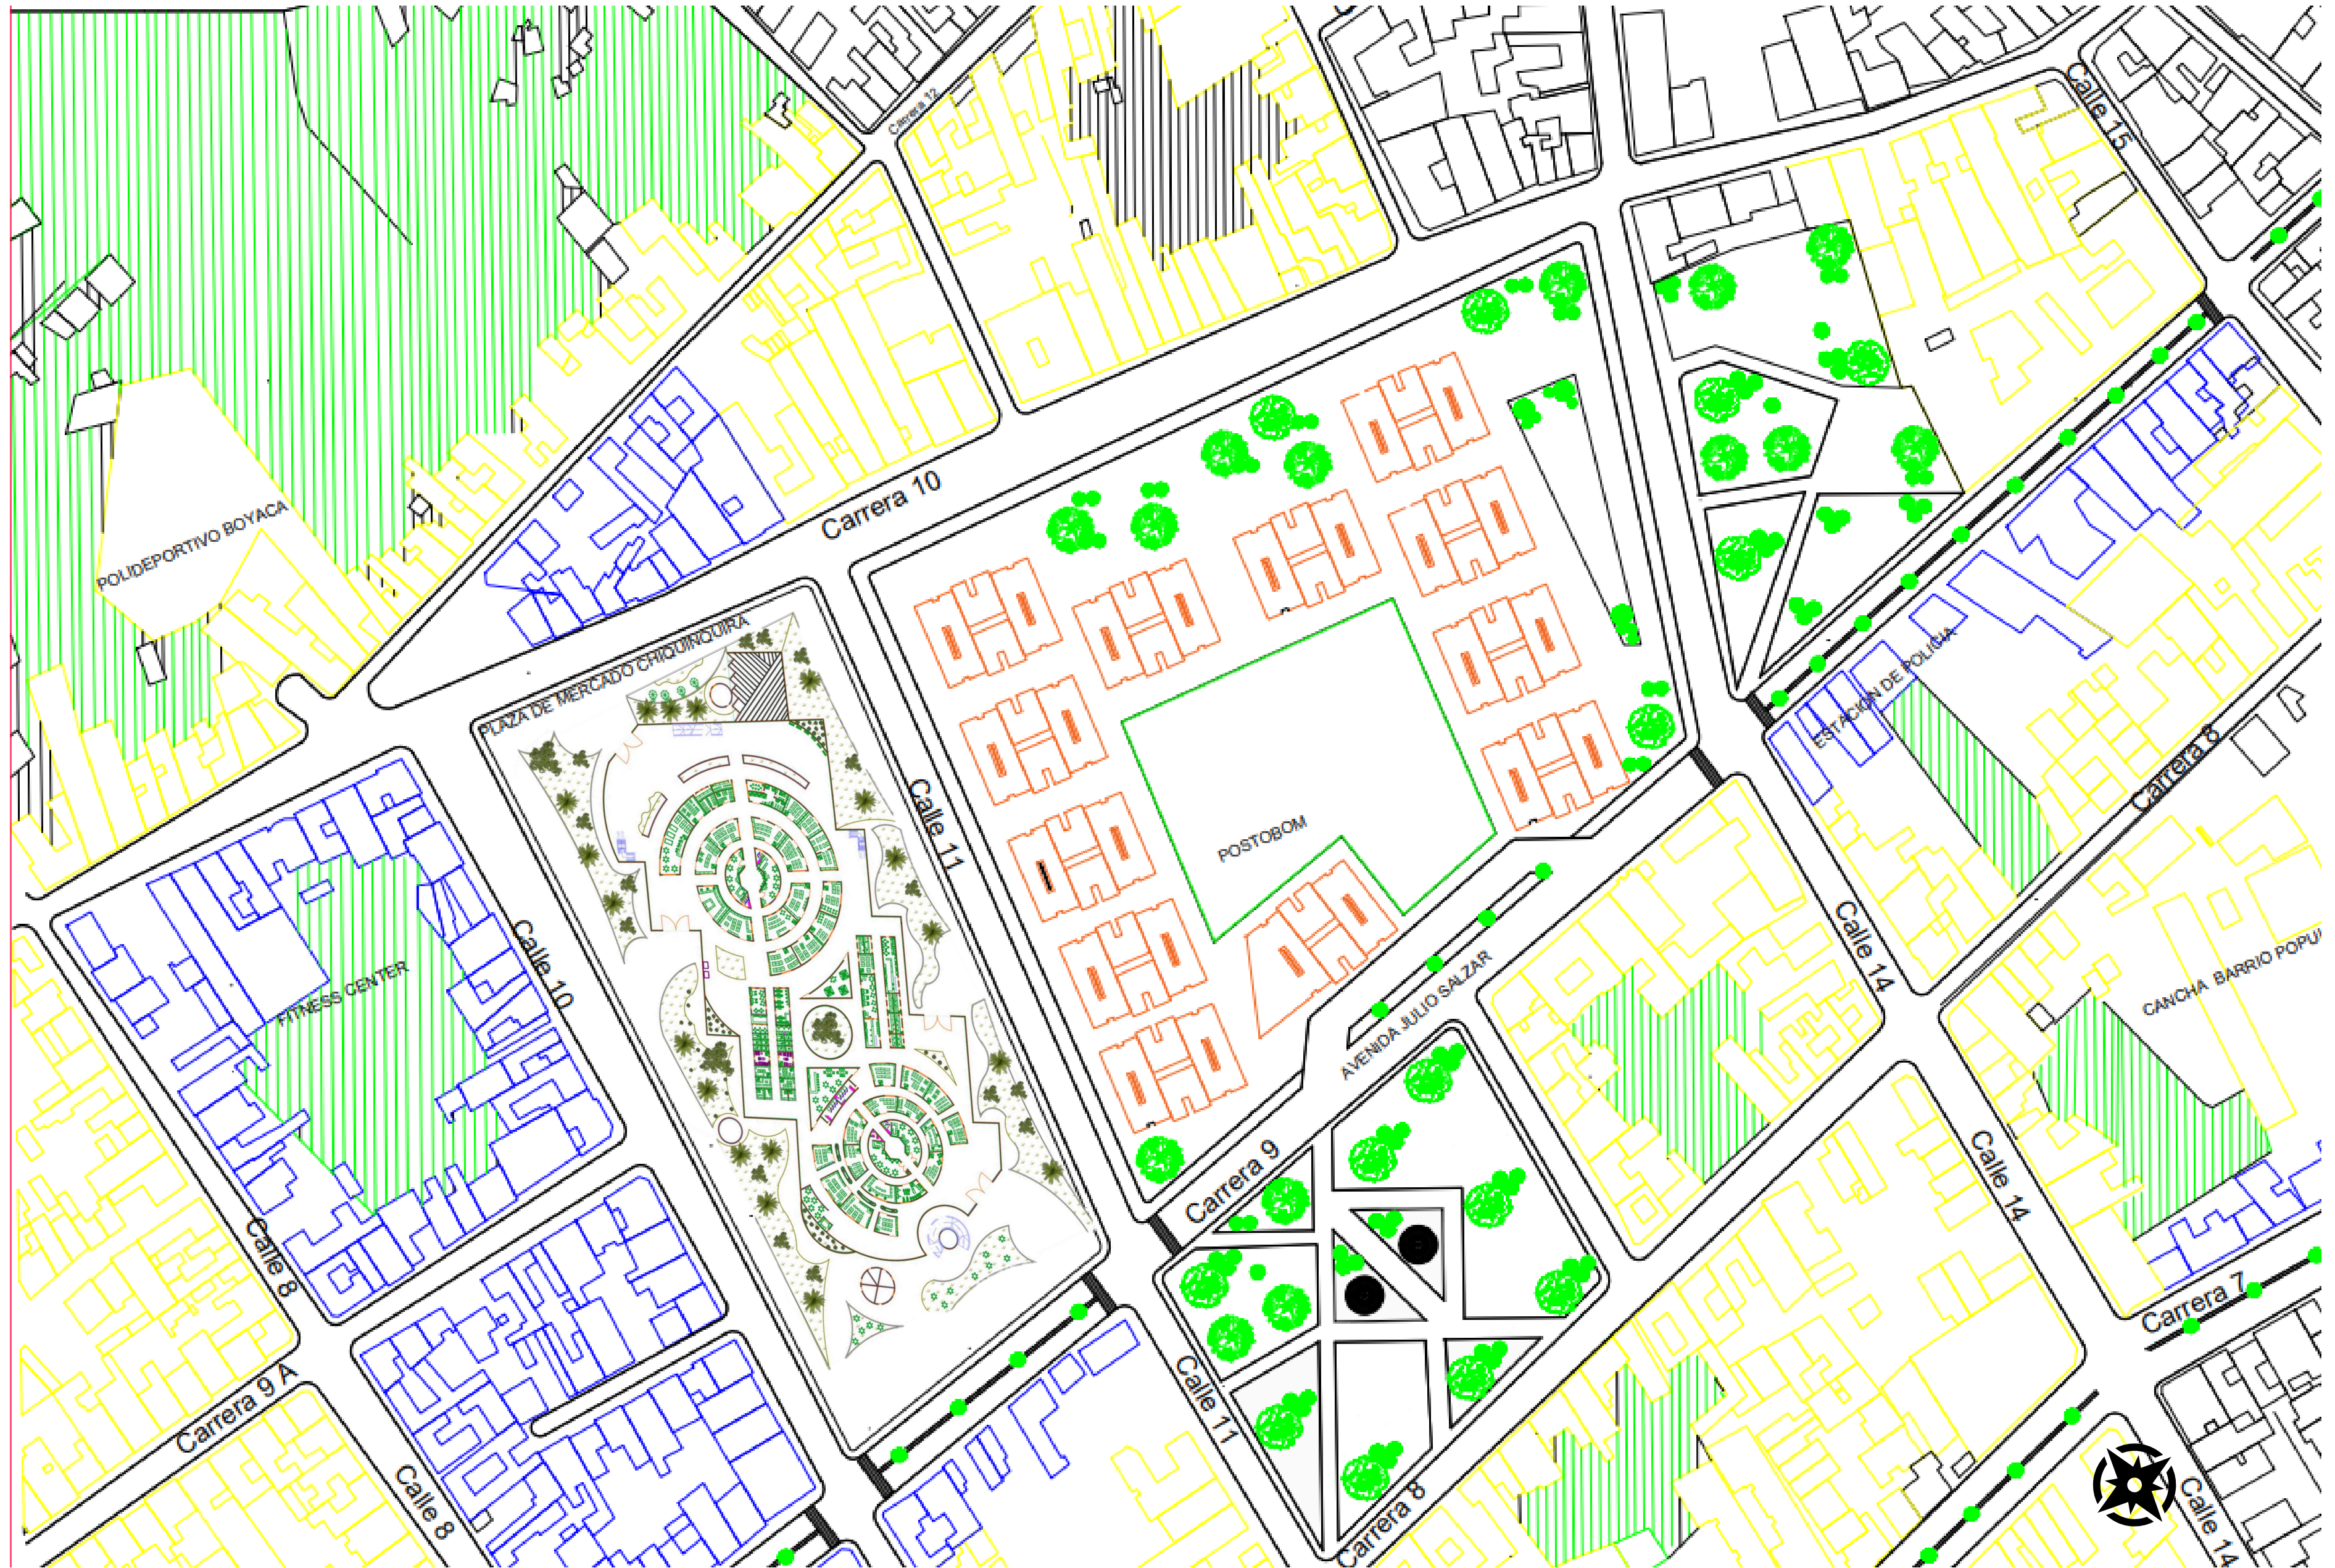 Carrera 12
Calle 15
Carrera 10
POLIDEPORTIVO BOYACA
PLAZA DE MERCADO CHIQUINQUIRA
ESTACION DE POLICIA
Carrera 8
Calle 11
POSTOBOM
Calle 10
FITNESS CENTER
Calle 14
CANCHA BARRIO POPU
AVENIDA JULIO SALZAR
Carrera 9
Calle 14
Calle 8
Carrera 7
Calle 11
Carrera 9 A
Calle 8
Carrera 8
Calle 14